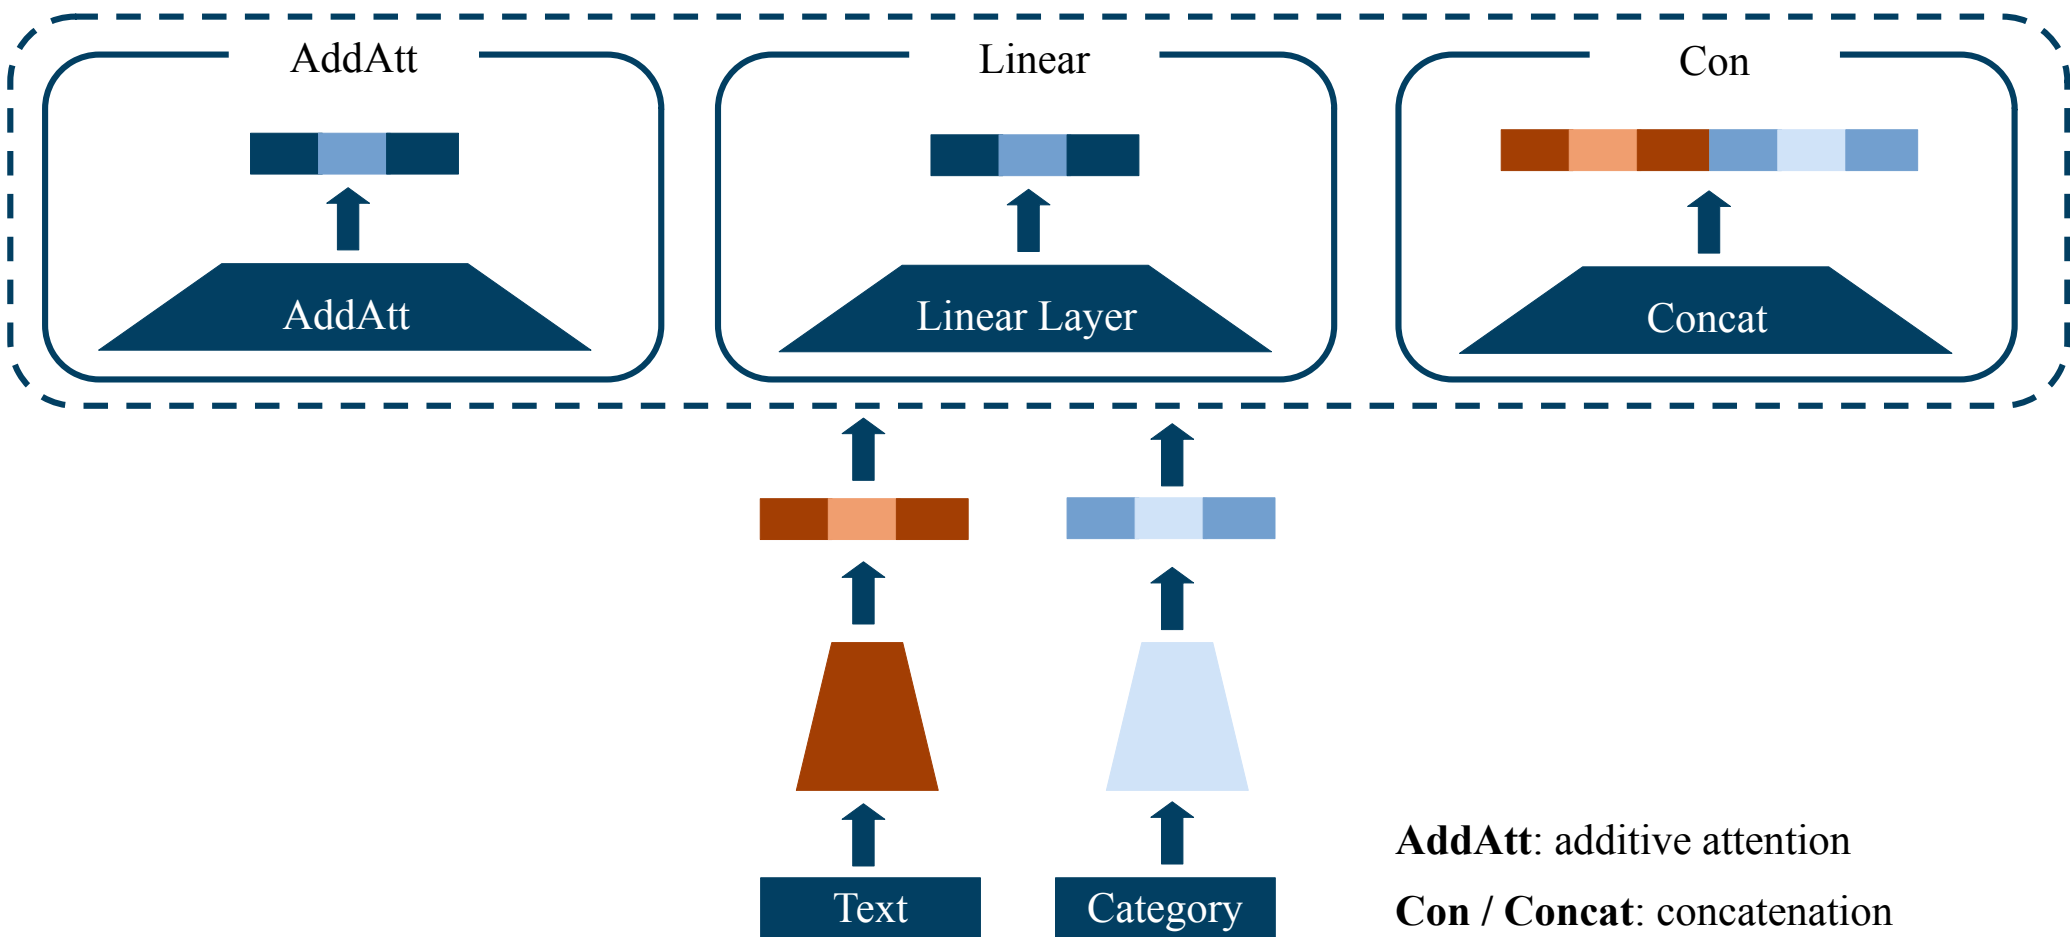 AddAtt
Linear
Con
AddAtt
Linear Layer
Concat
Text
Category
AddAtt: additive attention
Con / Concat: concatenation